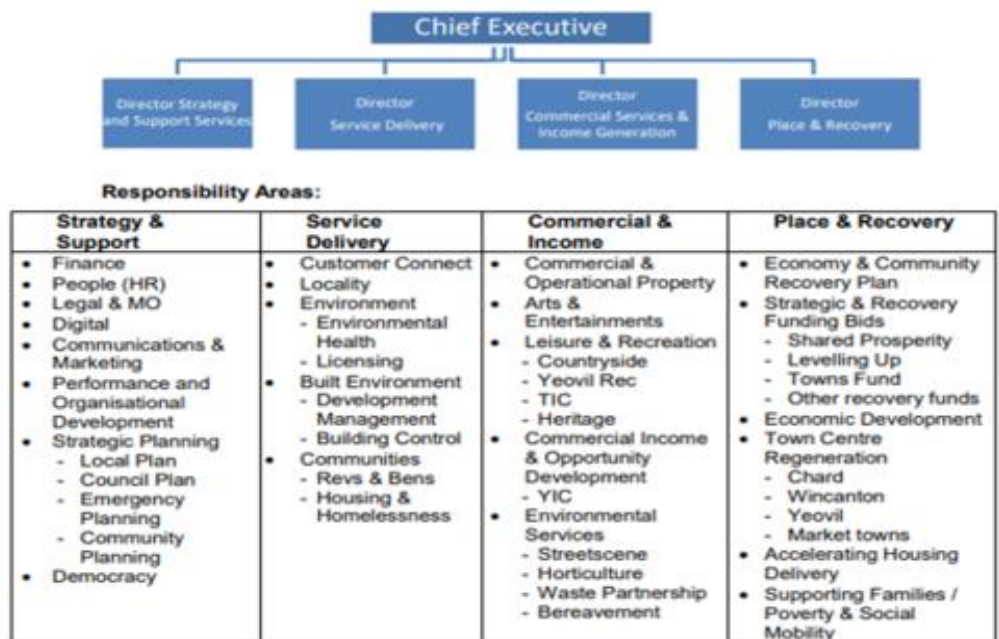 Chief Executive
Director Strategy
and Support Services
Director
Service Delivery
Director
Commercial Services &
Income Generation
Director
Place & Recovery
Responsibility Areas:
Strategy &
Support
• Finance
• People (HR)
• Legal & MO
• Digital
• Communications &
Marketing
• Performance and
Organisational
Development
• Strategic Planning
- Local Plan
- Council Plan
- Emergency
Planning
- Community
Planning
• Democracy
Service
Delivery
• Customer Connect
• Locality
• Environment
- Environmental
Health
- Licensing
• Built Environment
- Development
Management
- Building Control
• Communities
- Revs & Bens
- Housing &
Homelessness
Commercial &
Income
• Commercial &
Operational Property
• Arts &
Entertainments
• Leisure & Recreation
- Countryside
- Yeovil Rec
- TIC
- Heritage
• Commercial Income
& Opportunity
Development
- YIC
• Environmental
Services
- Streetscene
- Horticulture
- Waste Partnership
- Bereavement
Place & Recovery
• Economy & Community
Recovery Plan
• Strategic & Recovery
Funding Bids
- Shared Prosperity
- Levelling Up
- Towns Fund
- Other recovery funds
• Economic Development
• Town Centre
Regeneration
- Chard
- Wincanton
- Yeovil
- Market towns
• Accelerating Housing
Delivery
• Supporting Families /
Poverty & Social
Mobility